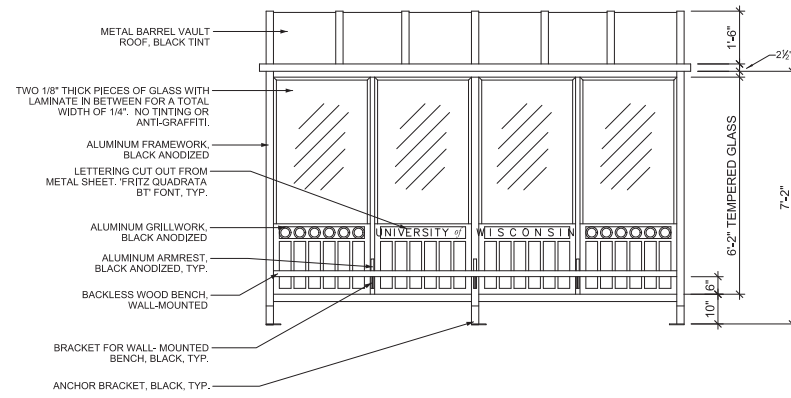 METAL BARREL VAULT
ROOF, BLACK TINT
TWO 1/8" THICK PIECES OF GLASS WITH
LAMINATE IN BETWEEN FOR A TOTAL
WIDTH OF 1/4". NO TINTING OR
ANTI-GRAFFITI.
ALUMINUM FRAMEWORK,
BLACK ANODIZED
LETTERING CUT OUT FROM
METAL SHEET. 'FRITZ QUADRATA
BT' FONT, TYP.
ALUMINUM GRILLWORK,
BLACK ANODIZED
ALUMINUM ARMREST,
BLACK ANODIZED, TYP.
BACKLESS WOOD BENCH,
WALL-MOUNTED
BRACKET FOR WALL- MOUNTED
BENCH, BLACK, TYP.
ANCHOR BRACKET, BLACK, TYP.
UNIVERSITY of WISCONSIN
1'-6"
2½"
6'-2" TEMPERED GLASS
7'-2"
6"
10"